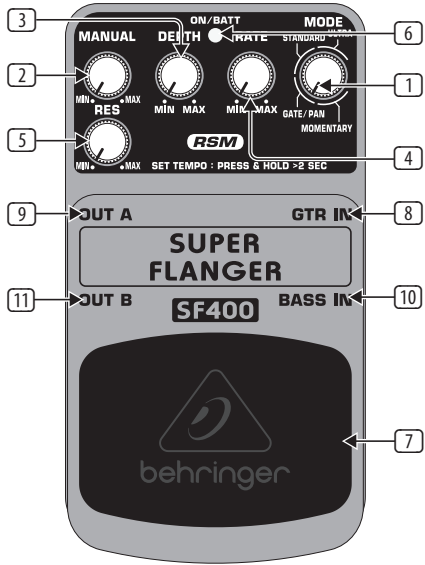 3
ON/BATT
MODE
6
MANUAL
DEPTH
RATE
STANDARD
ULTRA
2
1
MIN
MAX
MIN
MAX
MIN
MAX
GATE/PAN
MOMENTARY
RES
5
4
MIN
MAX
RSM
SET TEMPO : PRESS & HOLD >2 SEC
9
OUT A
GTR IN
8
SUPER
FLANGER
11
OUT B
SF400
BASS IN
10
7
behringer